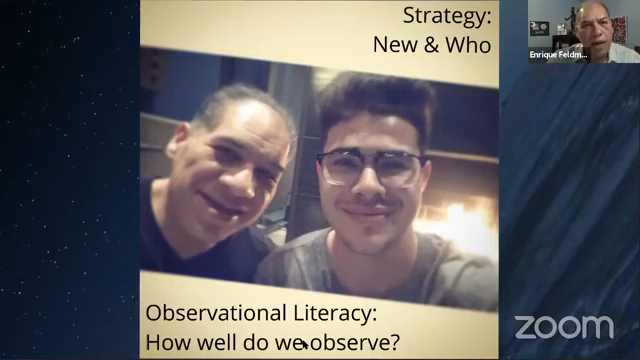 Strategy:
New & Who
Enrique Feldm...
Observational Literacy:
How well do we observe?
zoom